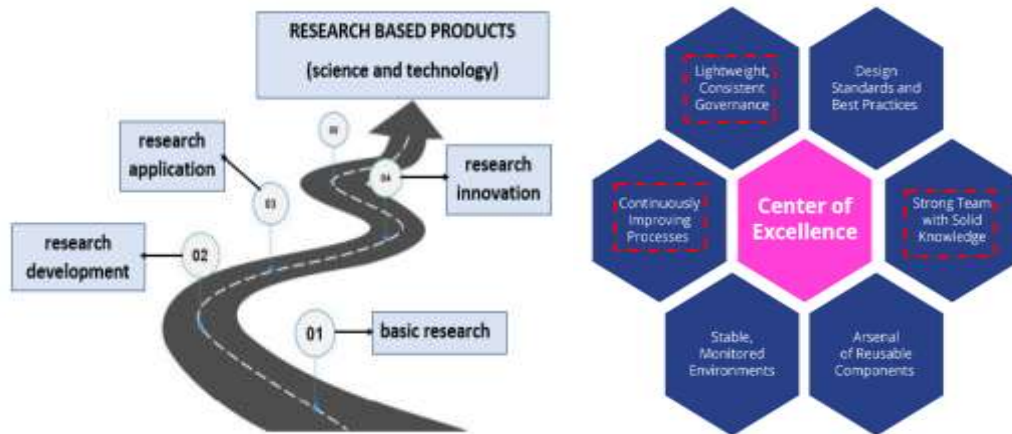 RESEARCH BASED PRODUCTS
(science and technology)
research
application
03
04
research
innovation
research
development
02
01
basic research
Lightweight,
Consistent
Governance
Design
Standards and
Best Practices
Continuously
Improving
Processes
Center of
Excellence
Strong Team
with Solid
Knowledge
Stable,
Monitored
Environments
Arsenal
of Reusable
Components